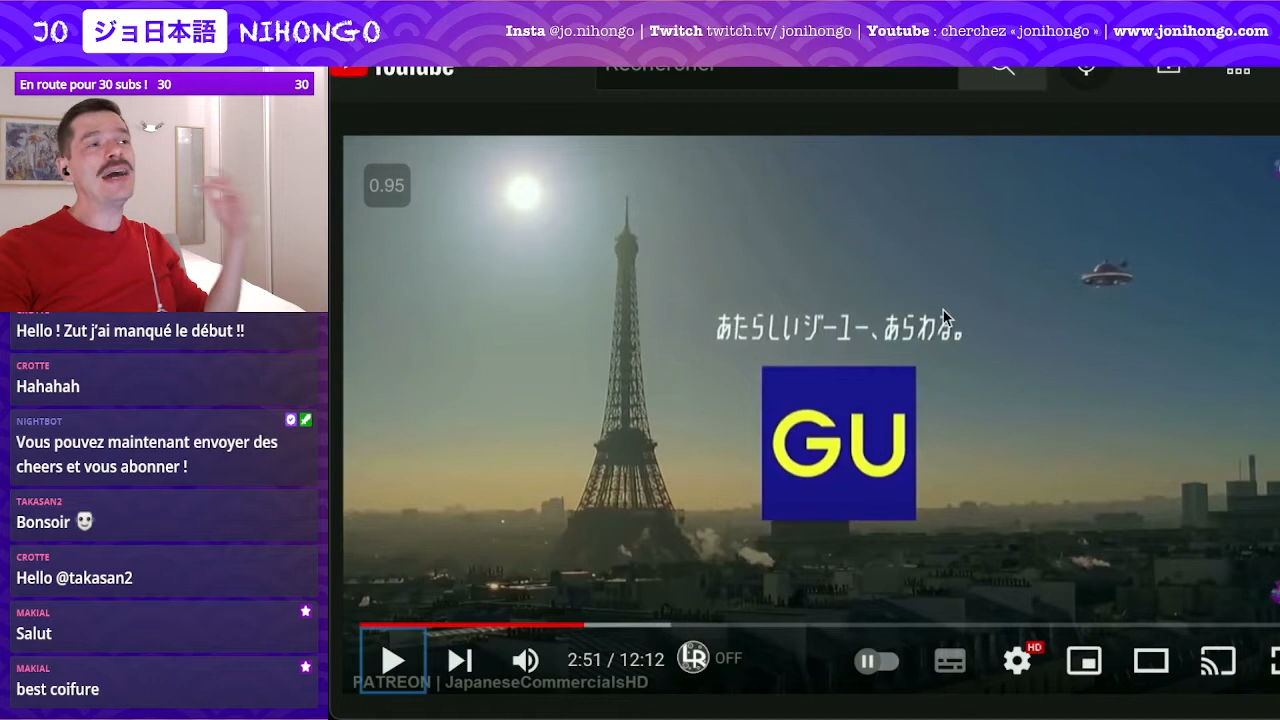 JO ジョ日本語 NIHONGO
Insta @jo.nihongo | Twitch twitch.tv/ jonihongo | Youtube : cherchez « jonihongo » | www.jonihongo.com
En route pour 30 subs ! 30 30
YouTube
Rechercher
0.95
あたらしいジーユー、あらわる。
GU
CROTTE
Hello ! Zut j’ai manqué le début !!
CROTTE
Hahahah
NIGHTBOT
Vous pouvez maintenant envoyer des
cheers et vous abonner !
TAKASAN2
Bonsoir
CROTTE
Hello @takasan2
MAKIAL
Salut
MAKIAL
best coifure
2:51 / 12:12 LR OFF
HD
PATREON | JapaneseCommercialsHD